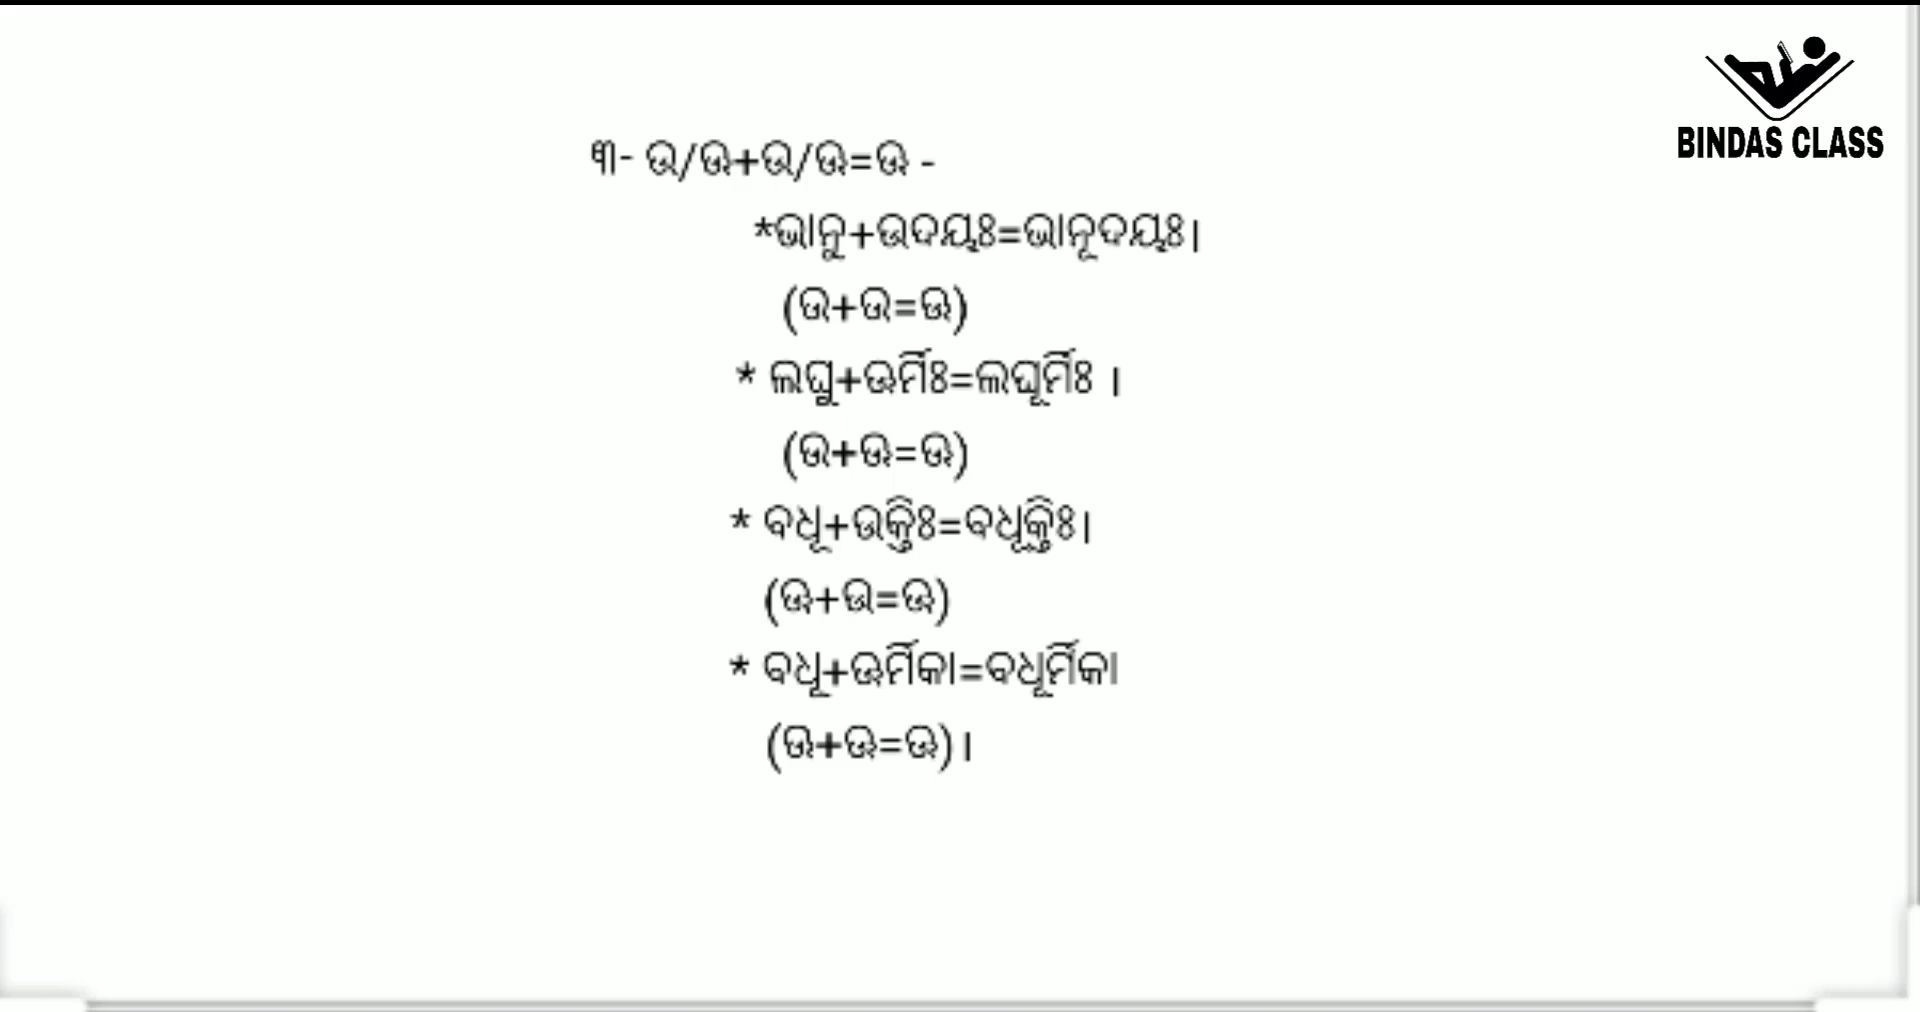 BINDAS CLASS
୩- ଉ/ଊ+ଉ/ଊ=ଊ -
*ଭାନୁ+ଉଦୟଃ=ଭାନୂଦୟଃ।
(ଉ+ଉ=ଊ)
* ଲଘୁ+ଊର୍ମିଃ=ଲଘୂର୍ମିଃ ।
(ଉ+ଊ=ଊ)
* ବଧୂ+ଉକ୍ତିଃ=ବଧୂକ୍ତିଃ।
(ଊ+ଉ=ଊ)
* ବଧୂ+ଊର୍ମିକା=ବଧୂର୍ମିକା
(ଊ+ଊ=ଊ)।